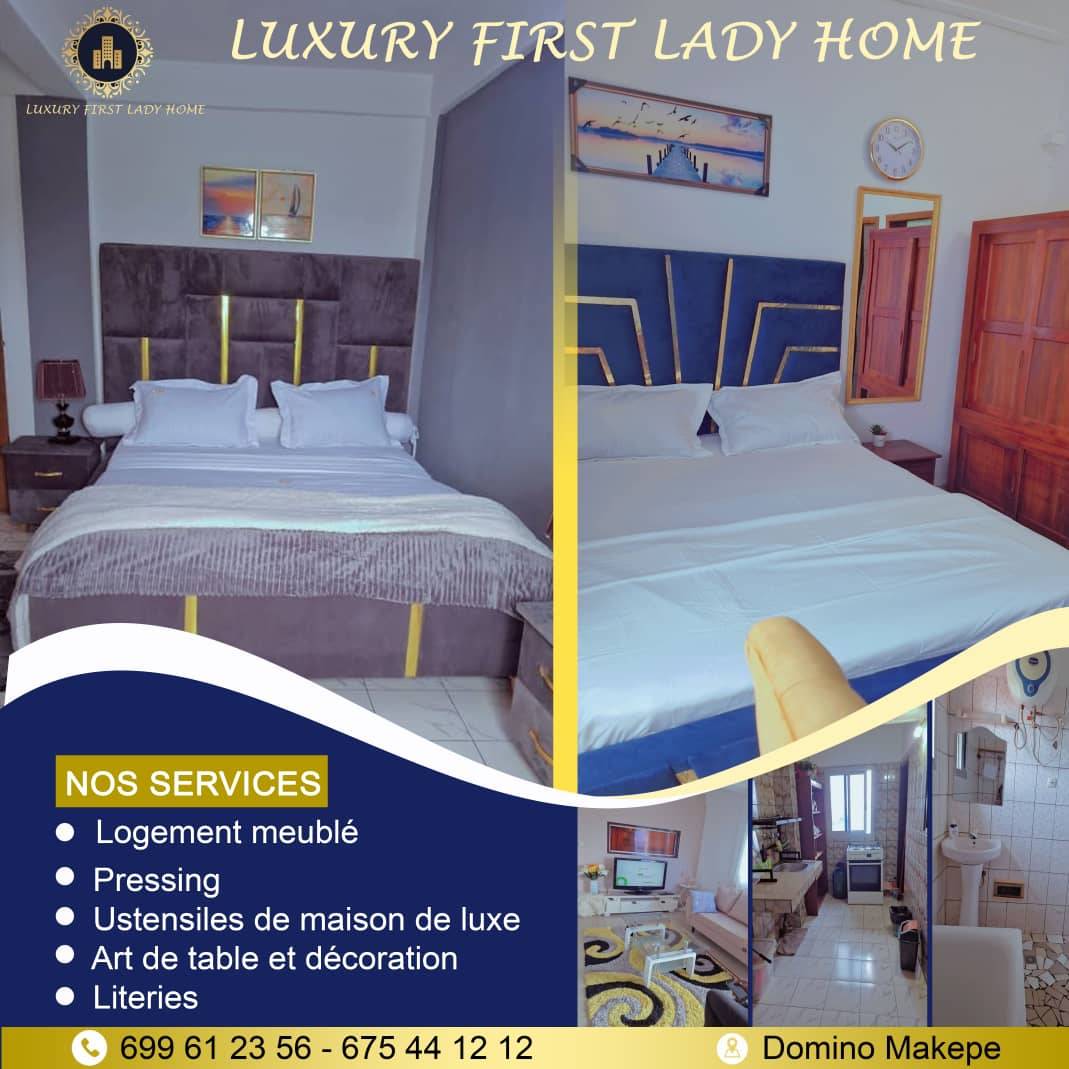 LUXURY FIRST LADY HOME
LUXURY FIRST LADY HOME
NOS SERVICES
Logement meublé
Pressing
Ustensiles de maison de luxe
Art de table et décoration
Literies
699 61 23 56 - 675 44 12 12
Domino Makepe